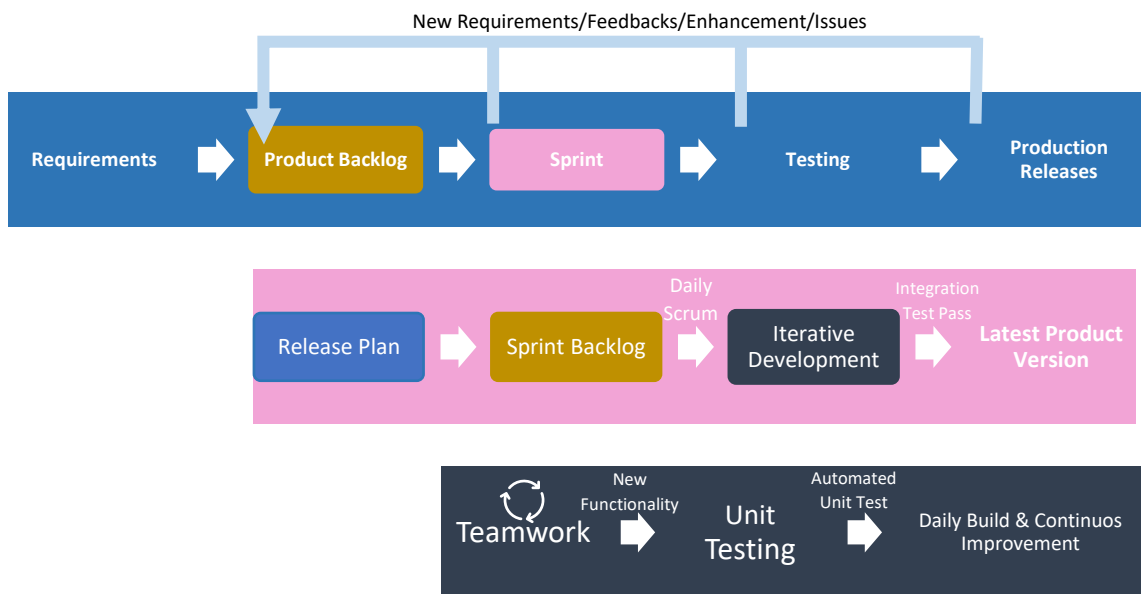 New Requirements/Feedbacks/Enhancement/Issues
Requirements
Product Backlog
Sprint
Testing
Production
Releases
Release Plan
Sprint Backlog
Daily
Scrum
Iterative
Development
Integration
Test Pass
Latest Product
Version
Teamwork
New
Functionality
Unit
Testing
Automated
Unit Test
Daily Build & Continuos
Improvement